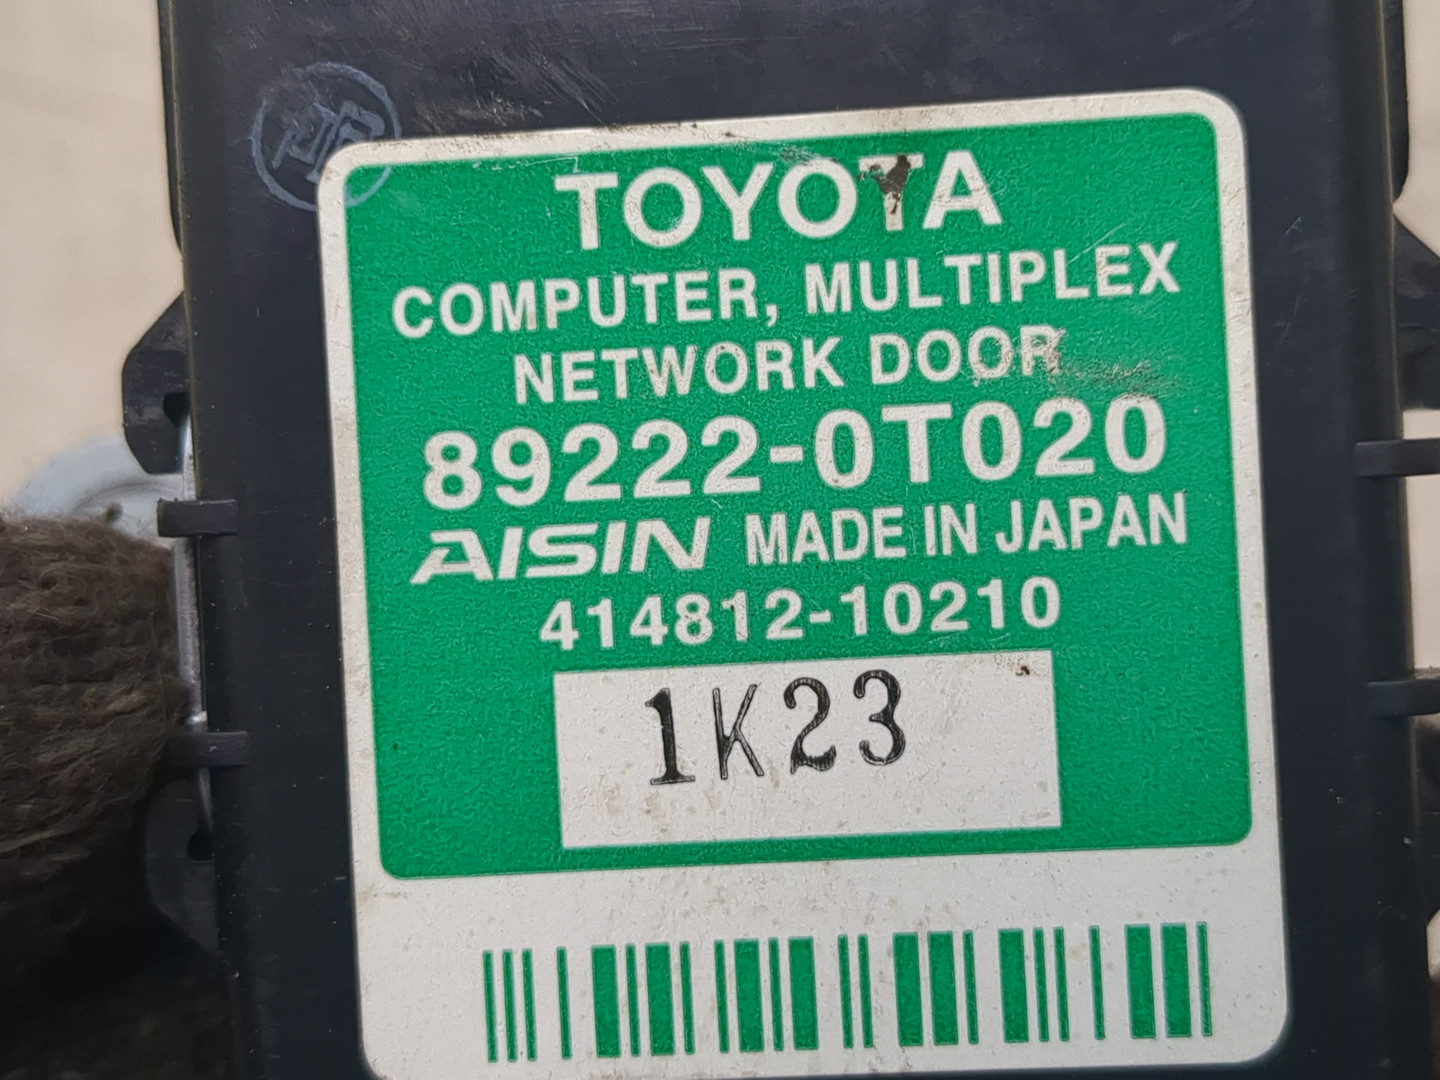 TOYOTA
COMPUTER, MULTIPLEX
NETWORK DOOR
89222-0T020
AISIN MADE IN JAPAN
414812-10210
1K23